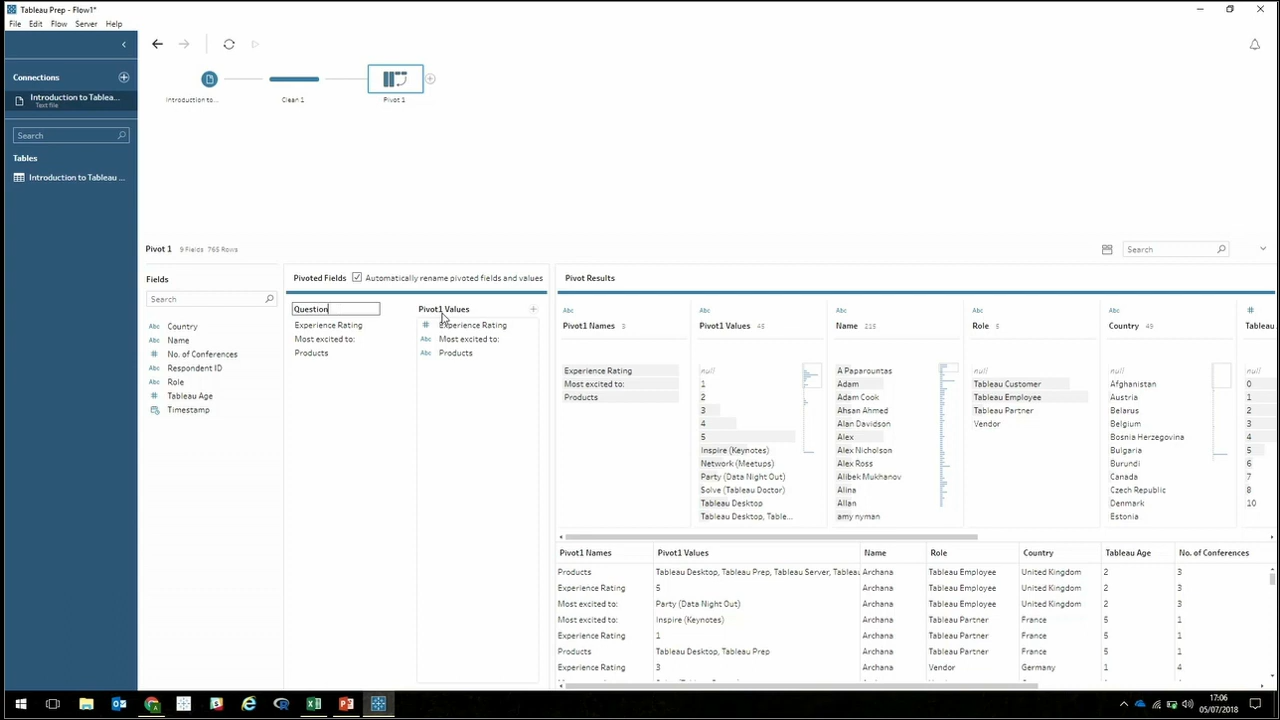 Tableau Prep - Flow1*
File Edit Flow Server Help
Connections
Introduction to Tablea...
Text file
Search
Tables
Introduction to Tableau ...
Introduction to...
Clean 1
Pivot 1
Pivot 1 9 Fields 765 Rows
Search
Fields
Search
Abc Country
Abc Name
# No. of Conferences
Abc Respondent ID
Abc Role
# Tableau Age
Timestamp
Pivoted Fields Automatically rename pivoted fields and values
Question Pivot1 Values
Experience Rating # Experience Rating
Most excited to: Abc Most excited to:
Products Abc Products
Pivot Results
Abc Abc Abc Abc Abc #
Pivot1 Names 3 Pivot1 Values 45 Name 215 Role 5 Country 49 Tableau
null null null
Experience Rating 1 A Paparountas Tableau Customer Afghanistan 0
Most excited to: 2 Adam Tableau Employee Austria 1
Products 3 Adam Cook Tableau Partner Belarus 2
4 Ahsan Ahmed Vendor Belgium 3
5 Alan Davidson Bosnia Herzegovina 4
Inspire (Keynotes) Alex Bulgaria 5
Network (Meetups) Alex Nicholson Burundi 6
Party (Data Night Out) Alex Ross Canada 7
Solve (Tableau Doctor) Alibek Mukhanov Czech Republic 8
Tableau Desktop Alina Denmark 10
Tableau Desktop, Table... Allan Estonia
amy nyman
Pivot1 Names Pivot1 Values Name Role Country Tableau Age No. of Conferences
Products Tableau Desktop, Tableau Prep, Tableau Server, Tableau Archana Tableau Employee United Kingdom 2 3
Experience Rating 5 Archana Tableau Employee United Kingdom 2 3
Most excited to: Party (Data Night Out) Archana Tableau Employee United Kingdom 2 3
Most excited to: Inspire (Keynotes) Archana Tableau Partner France 5 1
Experience Rating 1 Archana Tableau Partner France 5 1
Products Tableau Desktop, Tableau Prep Archana Tableau Partner France 5 1
Experience Rating 3 Archana Vendor Germany 1 4
17:06
05/07/2018